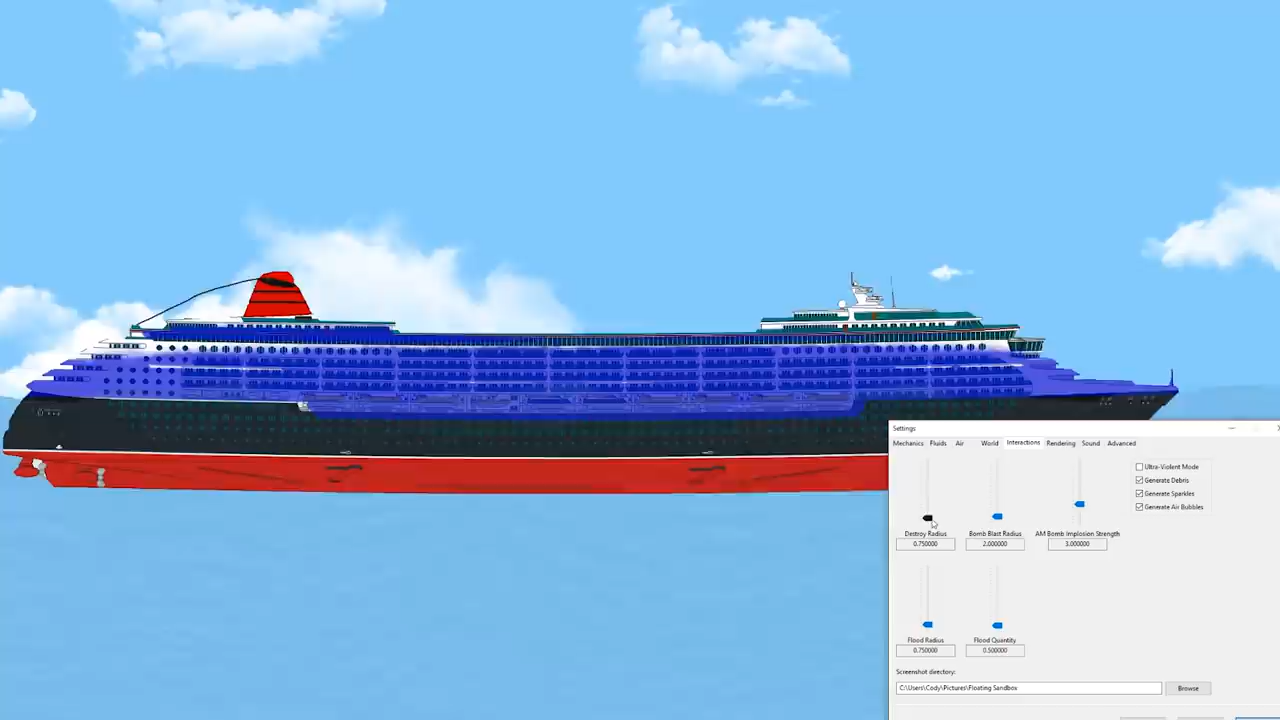 Settings
Mechanics Fluids Air World Interactions Rendering Sound Advanced
Ultra-Violent Mode
Generate Debris
Generate Sparkles
Generate Air Bubbles
Destroy Radius Bomb Blast Radius AM Bomb Implosion Strength
0.750000 2.000000 3.000000
Flood Radius Flood Quantity
0.750000 0.500000
Screenshot directory:
C:\Users\Cody\Pictures\Floating Sandbox Browse